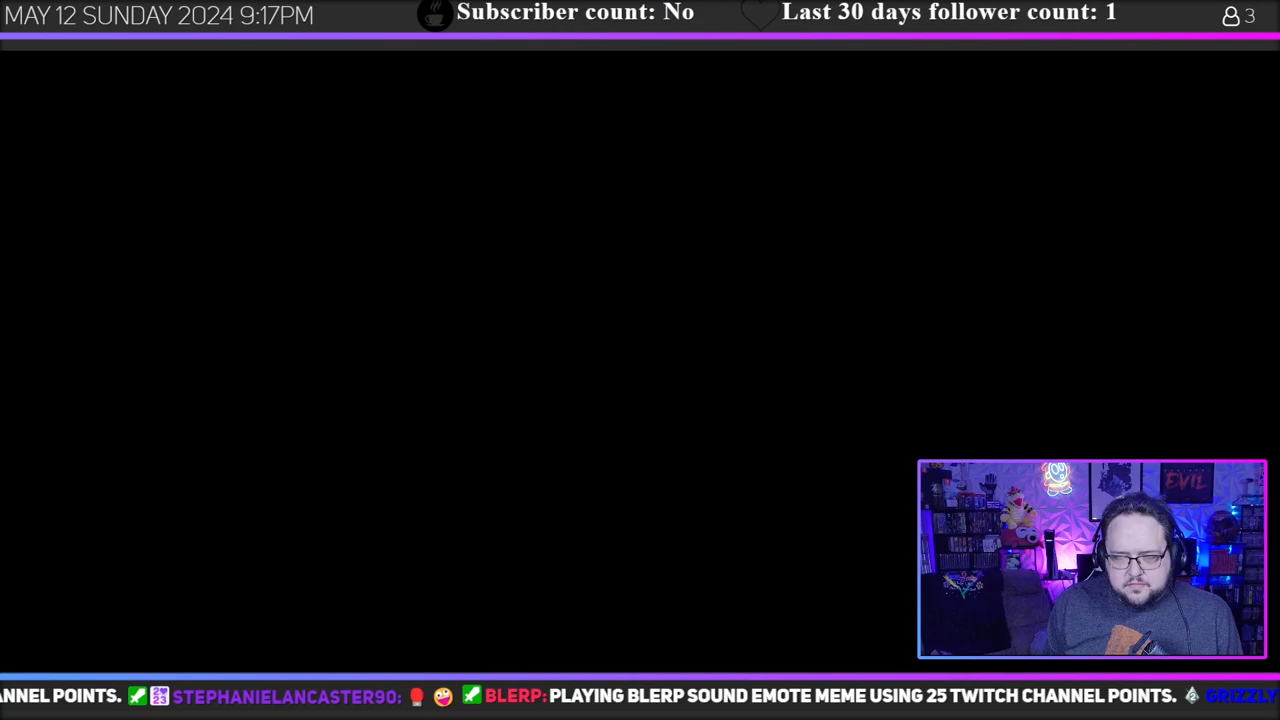 MAY 12 SUNDAY 2024 9:17PM
Subscriber count: No
Last 30 days follower count: 1
3
ANNEL POINTS. STEPHANIELANCASTER90: BLERP: PLAYING BLERP SOUND EMOTE MEME USING 25 TWITCH CHANNEL POINTS. GRIZZLY
EVIL